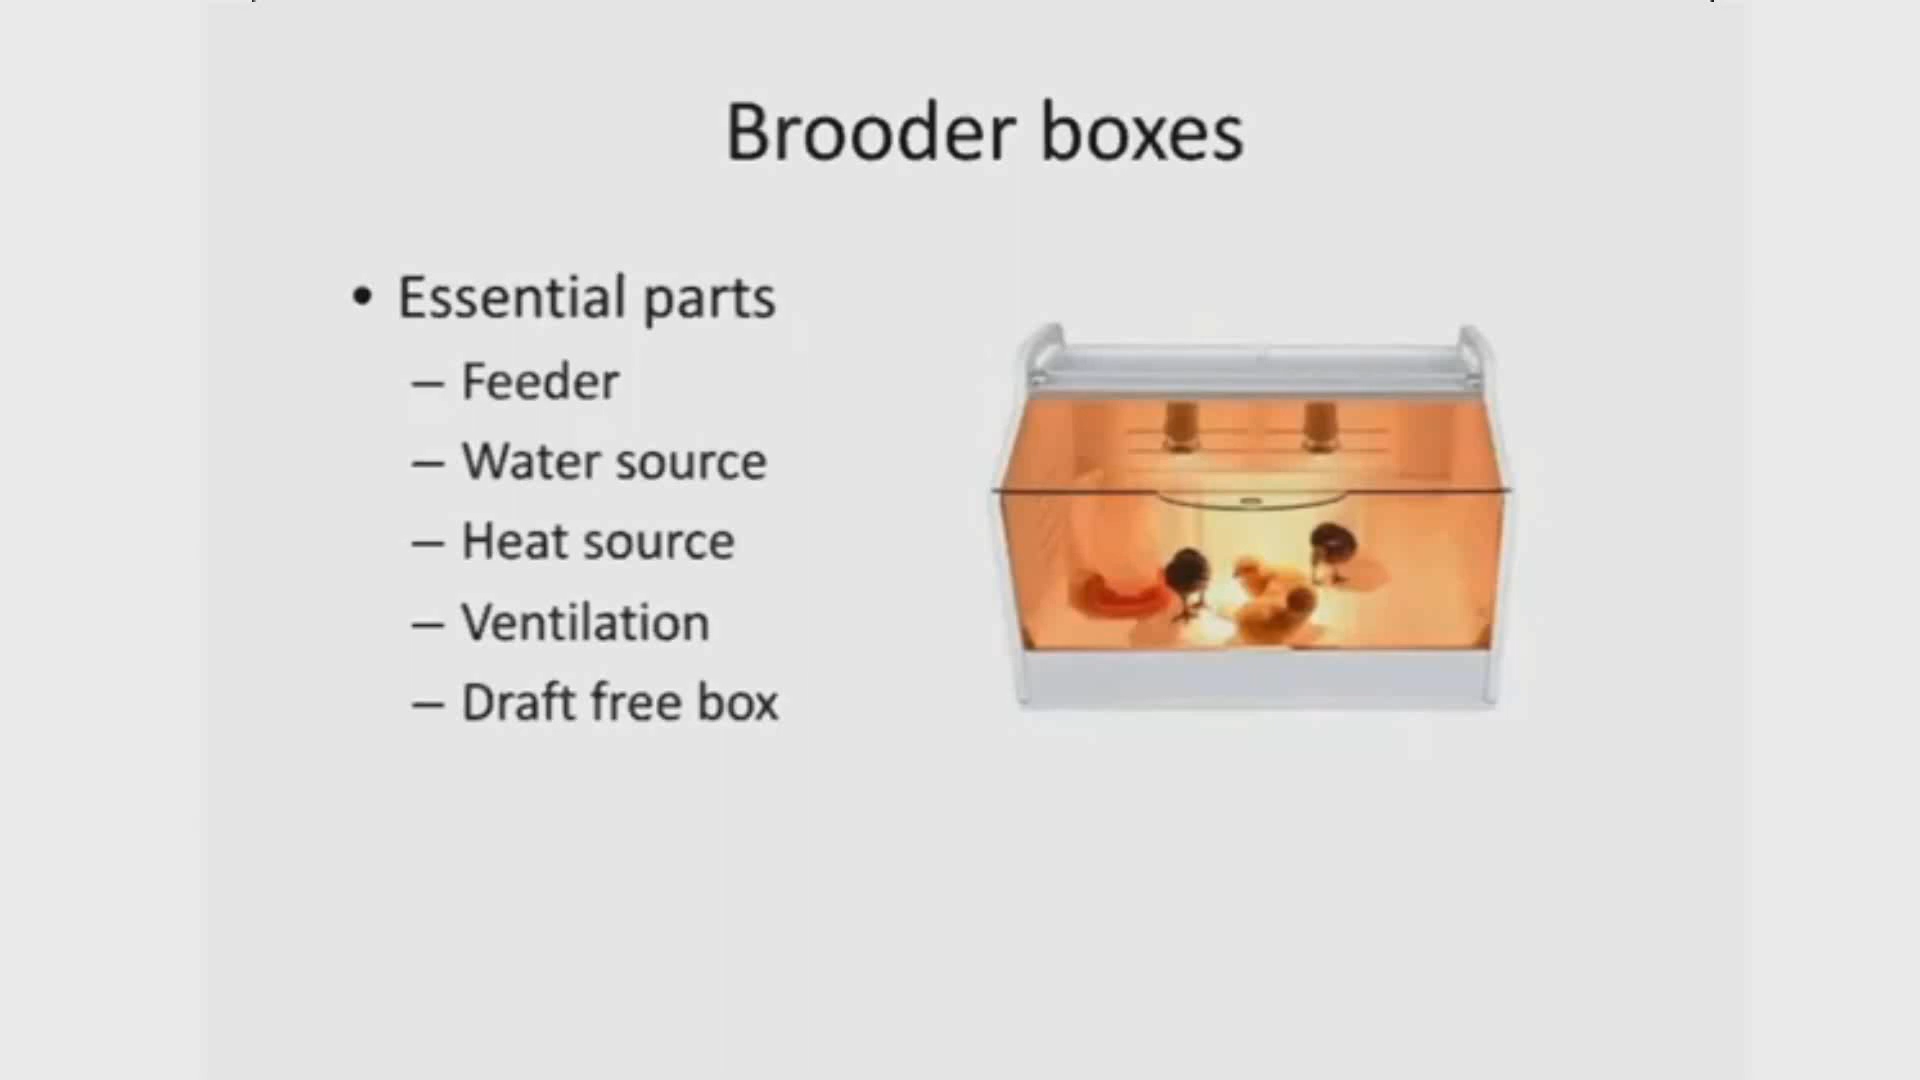 Brooder boxes
• Essential parts
– Feeder
– Water source
– Heat source
– Ventilation
– Draft free box